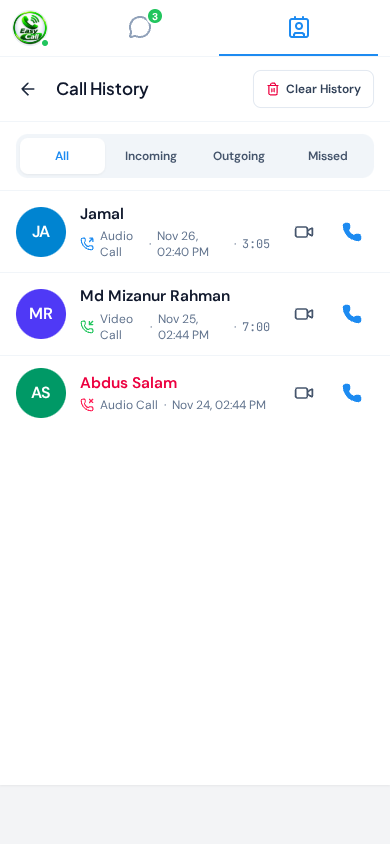 Easy
Call
3
Call History
Clear History
All
Incoming
Outgoing
Missed
JA
Jamal
Audio Call · Nov 26, 02:40 PM · 3:05
MR
Md Mizanur Rahman
Video Call · Nov 25, 02:44 PM · 7:00
AS
Abdus Salam
Audio Call · Nov 24, 02:44 PM